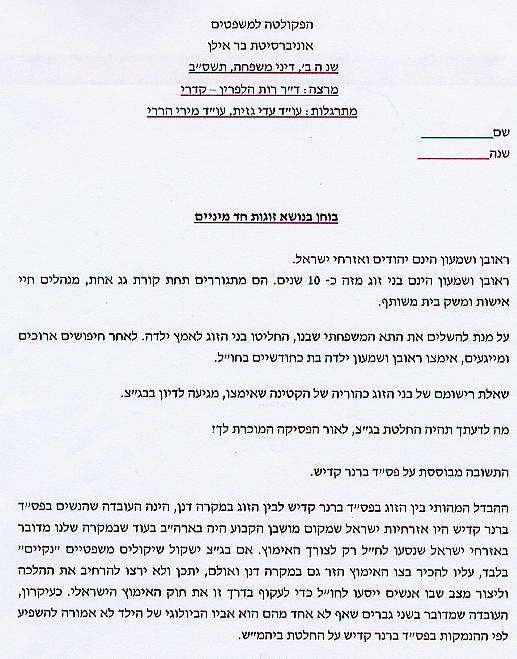 הפקולטה למשפטים
אוניברסיטת בר אילן
שנה ב', דיני משפחה, תשס"ב
מרצה: ד"ר רות הלפרין – קדרי
מתרגלות: עו"ד עדי גזית, עו"ד מירי הררי
שם__________
שנה__________
בוחן בנושא זוגות חד מיניים
ראובן ושמעון הינם יהודים ואזרחי ישראל.
ראובן ושמעון הינם בני זוג מזה כ- 10 שנים. הם מתגוררים תחת קורת גג אחת, מנהלים חיי
אישות ומשק בית משותף.
על מנת להשלים את התא המשפחתי שבנו, החליטו בני הזוג לאמץ ילדה. לאחר חיפושים ארוכים
ומייגעים, אימצו ראובן ושמעון ילדה בת כחודשיים בחו"ל.
שאלת רישומם של בני הזוג כהוריה של הקטינה שאימצו, מגיעה לדיון בבג"צ.
מה לדעתך תהיה החלטת בג"צ, לאור הפסיקה המוכרת לך?
התשובה מבוססת על פס"ד ברנר קדיש.
ההבדל המהותי בין הזוג בפס"ד ברנר קדיש לבין הזוג במקרה דנן, הינה העובדה שהנשים בפס"ד
ברנר קדיש היו אזרחיות ישראל שמקום מושבן הקבוע היה בארה"ב בעוד שבמקרה שלנו מדובר
באזרחי ישראל שנסעו לחו"ל רק לצורך האימוץ. אם בג"צ ישקול שיקולים משפטיים "נקיים"
בלבד, עליו להכיר בצו האימוץ הזר גם במקרה דנן ואולם, יתכן ולא ירצו להרחיב את ההלכה
וליצור מצב שבו אנשים ייסעו לחו"ל כדי לעקוף בדרך זו את חוק האימוץ הישראלי. כעיקרון,
העובדה שמדובר בשני גברים שאף לא אחד מהם הוא אביו הביולוגי של הילד לא אמורה להשפיע
לפי ההנמקות בפס"ד ברנר קדיש על החלטת ביהמ"ש.